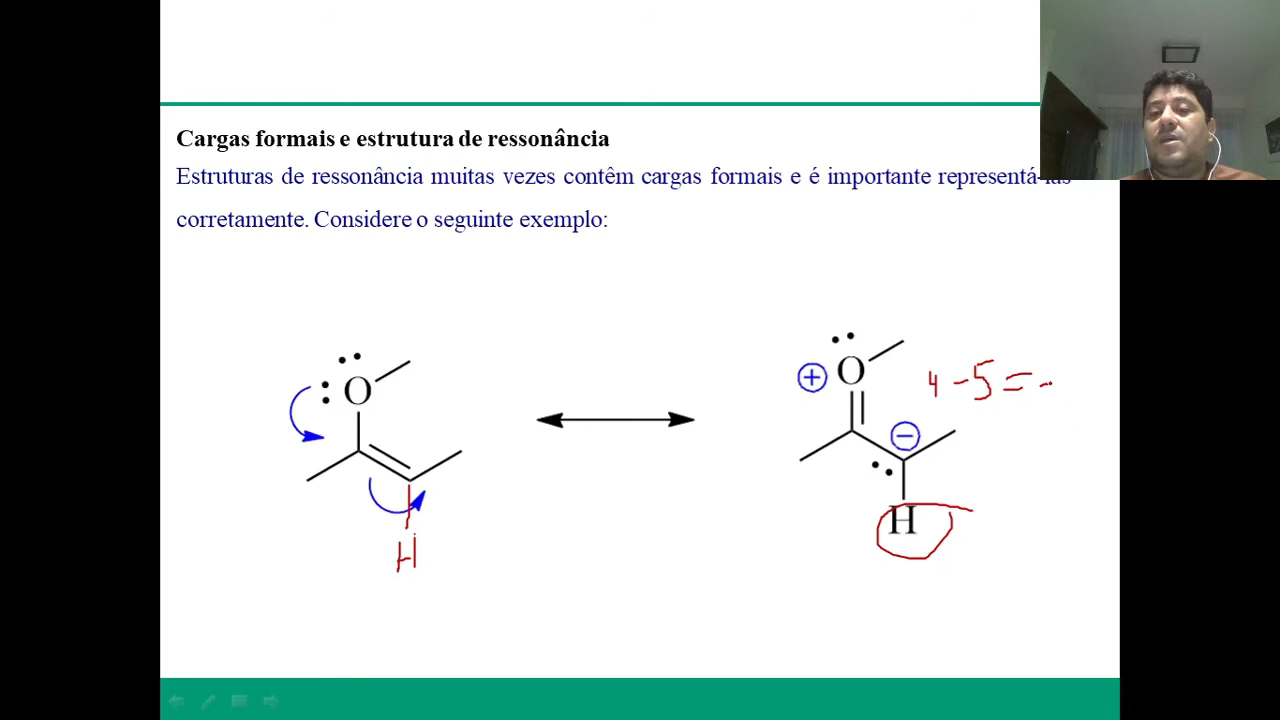 Cargas formais e estrutura de ressonância
Estruturas de ressonância muitas vezes contêm cargas formais e é importante representá-las
corretamente. Considere o seguinte exemplo:
O
H
+
O
4 - 5 = -
−
H